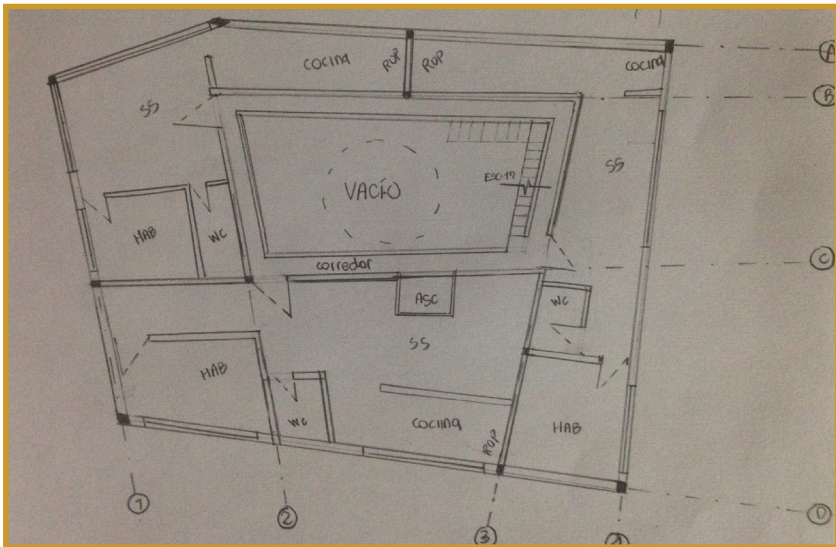 COCINA
ROP
ROP
COCINA
A
B
SS
SS
ESC-17
VACÍO
HAB
WC
C
corredor
ASC
WC
SS
HAB
WC
COCINA
ROP
HAB
1
2
3
D